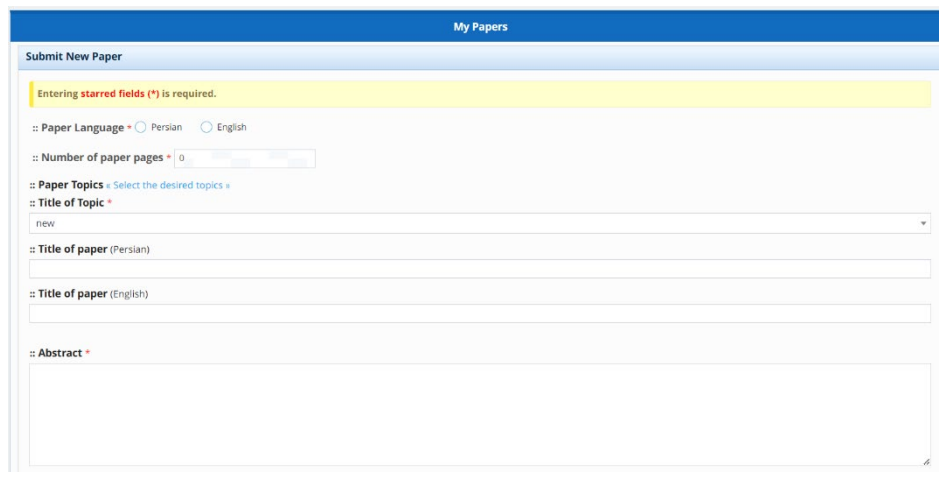 My Papers
Submit New Paper
Entering starred fields (*) is required.
:: Paper Language * Persian English
:: Number of paper pages * 0
:: Paper Topics « Select the desired topics »
:: Title of Topic *
new
:: Title of paper (Persian)
:: Title of paper (English)
:: Abstract *